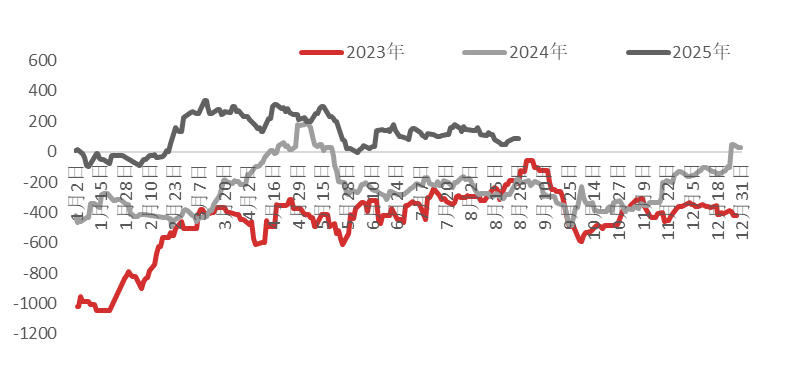 2023年 2024年 2025年
600
400
200
0
-200
-400
-600
-800
-1000
-1200
1月2日
1月15日
1月28日
2月10日
2月23日
3月7日
3月20日
4月2日
4月16日
4月29日
5月15日
5月28日
6月11日
6月24日
7月8日
7月21日
8月3日
8月15日
8月28日
9月11日
9月25日
10月14日
10月27日
11月9日
11月22日
12月5日
12月18日
12月31日